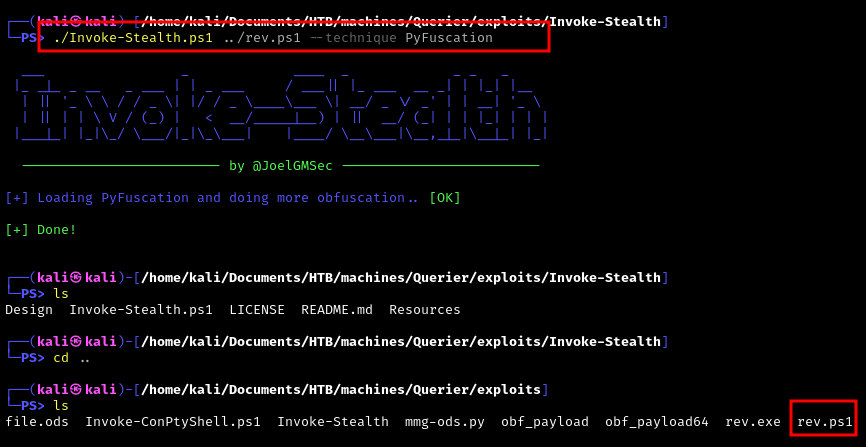 ┌──(kali㉿kali)-[/home/kali/Documents/HTB/machines/Querier/exploits/Invoke-Stealth]
└─PS> ./Invoke-Stealth.ps1 ../rev.ps1 --technique PyFuscation
Invoke-Stealth
by @JoelGMSec
[+] Loading PyFuscation and doing more obfuscation.. [OK]
[+] Done!
┌──(kali㉿kali)-[/home/kali/Documents/HTB/machines/Querier/exploits/Invoke-Stealth]
└─PS> ls
Design  Invoke-Stealth.ps1  LICENSE  README.md  Resources
┌──(kali㉿kali)-[/home/kali/Documents/HTB/machines/Querier/exploits/Invoke-Stealth]
└─PS> cd ..
┌──(kali㉿kali)-[/home/kali/Documents/HTB/machines/Querier/exploits]
└─PS> ls
file.ods  Invoke-ConPtyShell.ps1  Invoke-Stealth  mmg-ods.py  obf_payload  obf_payload64  rev.exe  rev.ps1